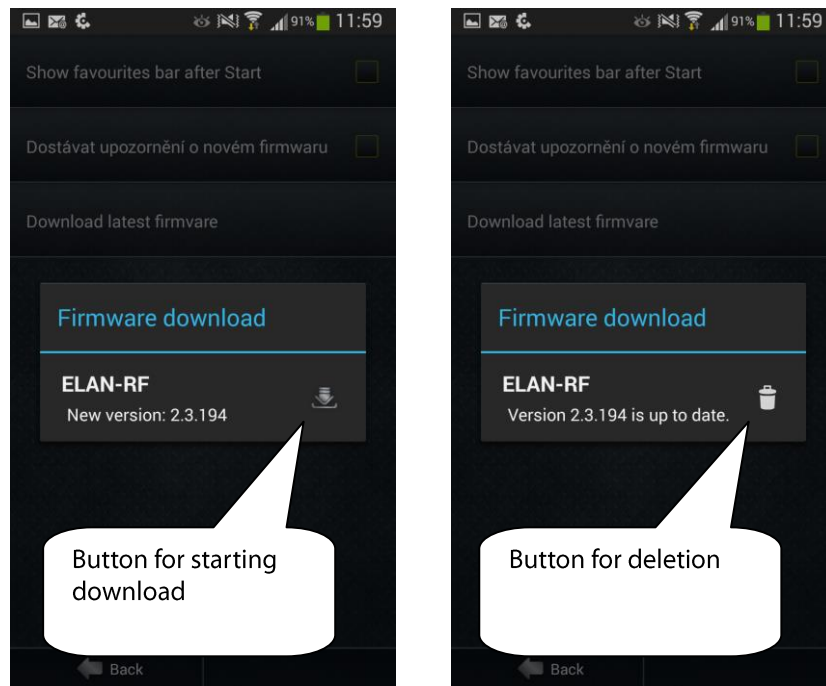 91% 11:59
Show favourites bar after Start
Dostávat upozornění o novém firmwaru
Download latest firmvare
Firmware download
ELAN-RF
New version: 2.3.194
Button for starting
download
Back
91% 11:59
Show favourites bar after Start
Dostávat upozornění o novém firmwaru
Download latest firmvare
Firmware download
ELAN-RF
Version 2.3.194 is up to date.
Button for deletion
Back